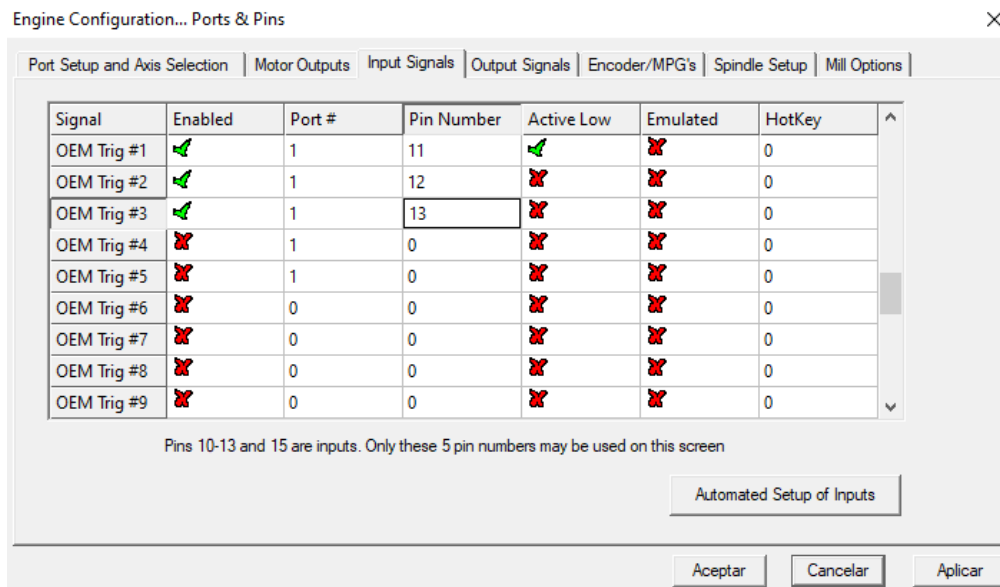 Engine Configuration... Ports & Pins
Port Setup and Axis Selection Motor Outputs Input Signals Output Signals Encoder/MPG's Spindle Setup Mill Options
Signal Enabled Port # Pin Number Active Low Emulated HotKey
OEM Trig #1 1 11 0
OEM Trig #2 1 12 0
OEM Trig #3 1 13 0
OEM Trig #4 1 0 0
OEM Trig #5 1 0 0
OEM Trig #6 0 0 0
OEM Trig #7 0 0 0
OEM Trig #8 0 0 0
OEM Trig #9 0 0 0
Pins 10-13 and 15 are inputs. Only these 5 pin numbers may be used on this screen
Automated Setup of Inputs
Aceptar Cancelar Aplicar